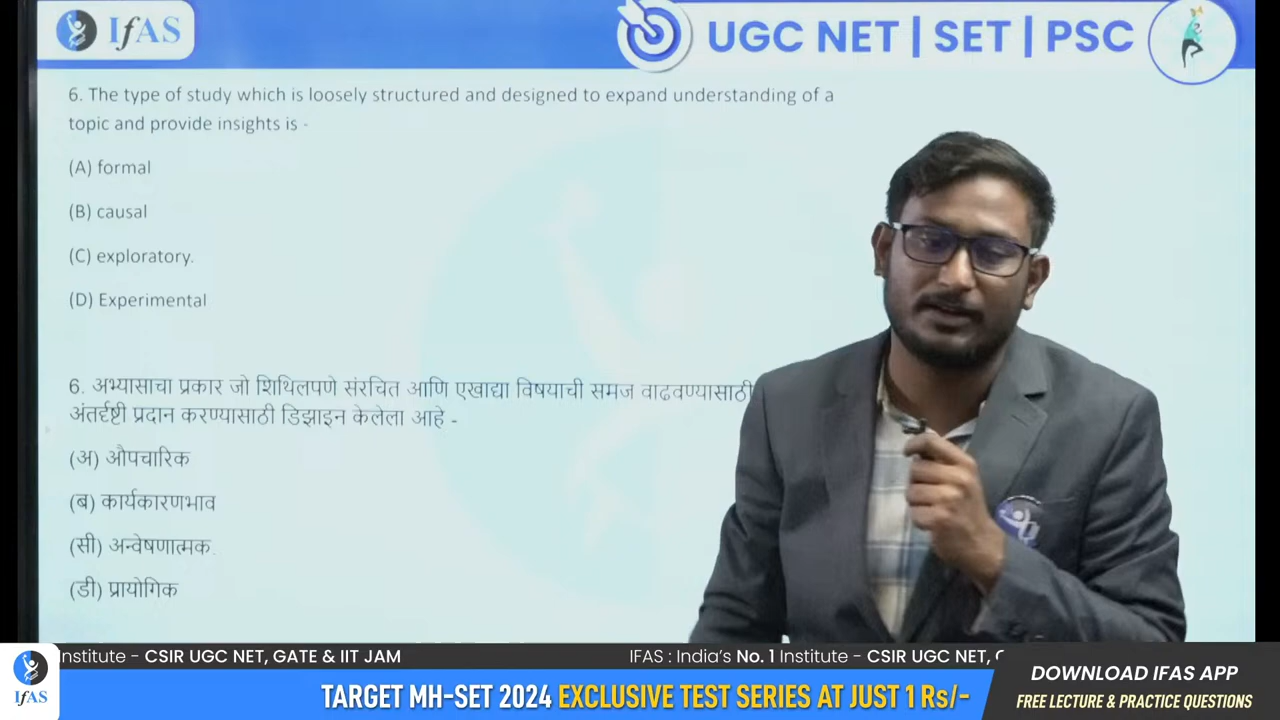 IfAS
UGC NET | SET | PSC
6. The type of study which is loosely structured and designed to expand understanding of a
topic and provide insights is -
(A) formal
(B) causal
(C) exploratory.
(D) Experimental
6. अभ्यासाचा प्रकार जो शिथिलपणे संरचित आणि एखाद्या विषयाची समज वाढवण्यासाठी
अंतर्दृष्टी प्रदान करण्यासाठी डिझाइन केलेला आहे -
(अ) औपचारिक
(ब) कार्यकारणभाव
(सी) अन्वेषणात्मक.
(डी) प्रायोगिक
Institute - CSIR UGC NET, GATE & IIT JAM IFAS : India's No. 1 Institute - CSIR UGC NET,
IfAS
TARGET MH-SET 2024 EXCLUSIVE TEST SERIES AT JUST 1 Rs/-
DOWNLOAD IFAS APP
FREE LECTURE & PRACTICE QUESTIONS